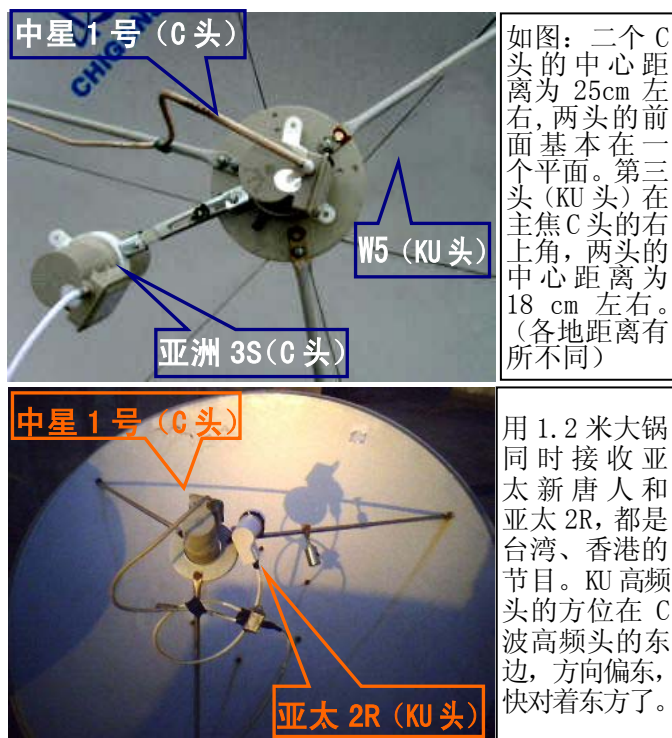 中星 1 号（C 头）
CHIGAN
W5（KU 头）
亚洲 3S(C 头)
如图：二个 C
头的中心距
离为 25cm 左
右,两头的前
面基本在一
个平面。第三
头(KU 头)在
主焦 C 头的右
上角，两头的
中心距离为
18 cm 左右。
（各地距离有
所不同）
中星 1 号（C 头）
亚太 2R（KU 头）
用 1.2 米大锅
同时接收亚
太新唐人和
亚太 2R，都是
台湾、香港的
节目。KU 高频
头的方位在 C
波高频头的东
边，方向偏东，
快对着东方了。